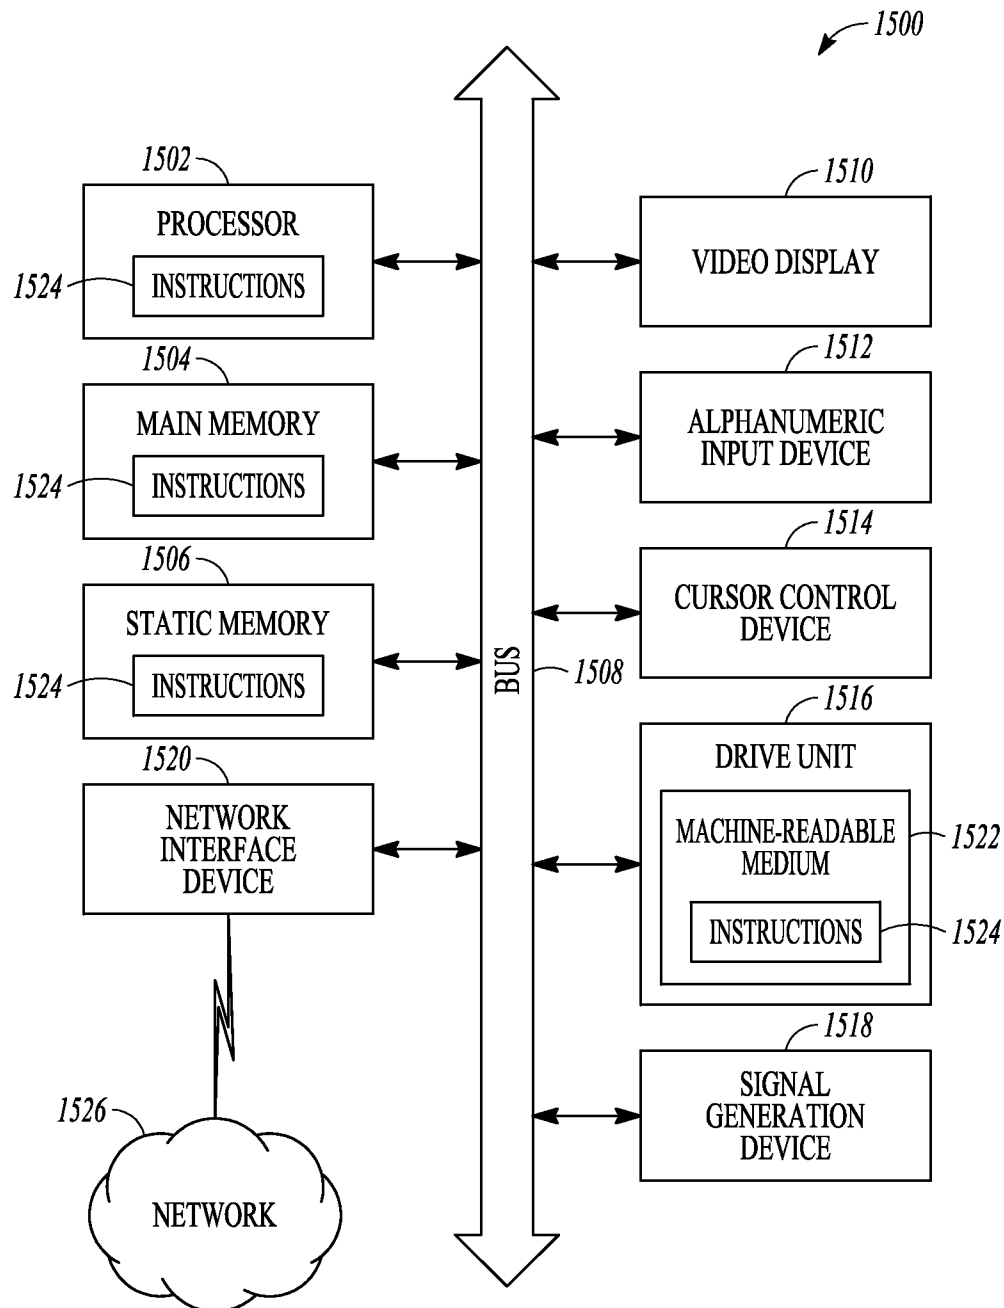 1500
1502
PROCESSOR
1524
INSTRUCTIONS
1504
MAIN MEMORY
1524
INSTRUCTIONS
1506
STATIC MEMORY
1524
INSTRUCTIONS
1520
NETWORK
INTERFACE
DEVICE
1526
NETWORK
BUS
1508
1510
VIDEO DISPLAY
1512
ALPHANUMERIC
INPUT DEVICE
1514
CURSOR CONTROL
DEVICE
1516
DRIVE UNIT
MACHINE-READABLE
MEDIUM
1522
INSTRUCTIONS
1524
1518
SIGNAL
GENERATION
DEVICE